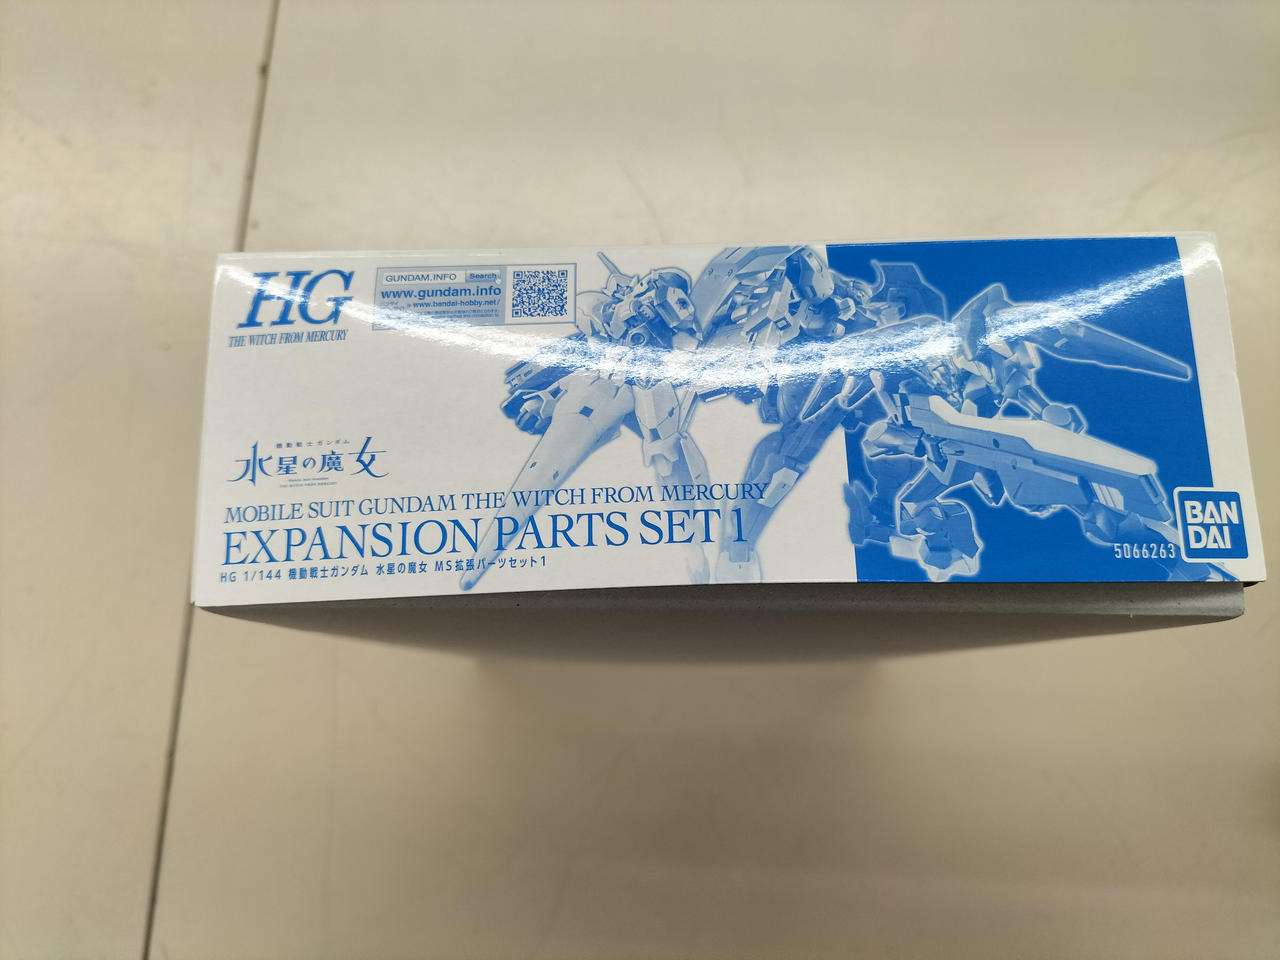 HG
THE WITCH FROM MERCURY
GUNDAM.INFO Search
www.gundam.info
www.bandai-hobby.net/
機動戦士ガンダム
水星の魔女
MOBILE SUIT GUNDAM THE WITCH FROM MERCURY
EXPANSION PARTS SET 1
HG 1/144 機動戦士ガンダム 水星の魔女 MS拡張パーツセット1
5066263
BAN
DAI